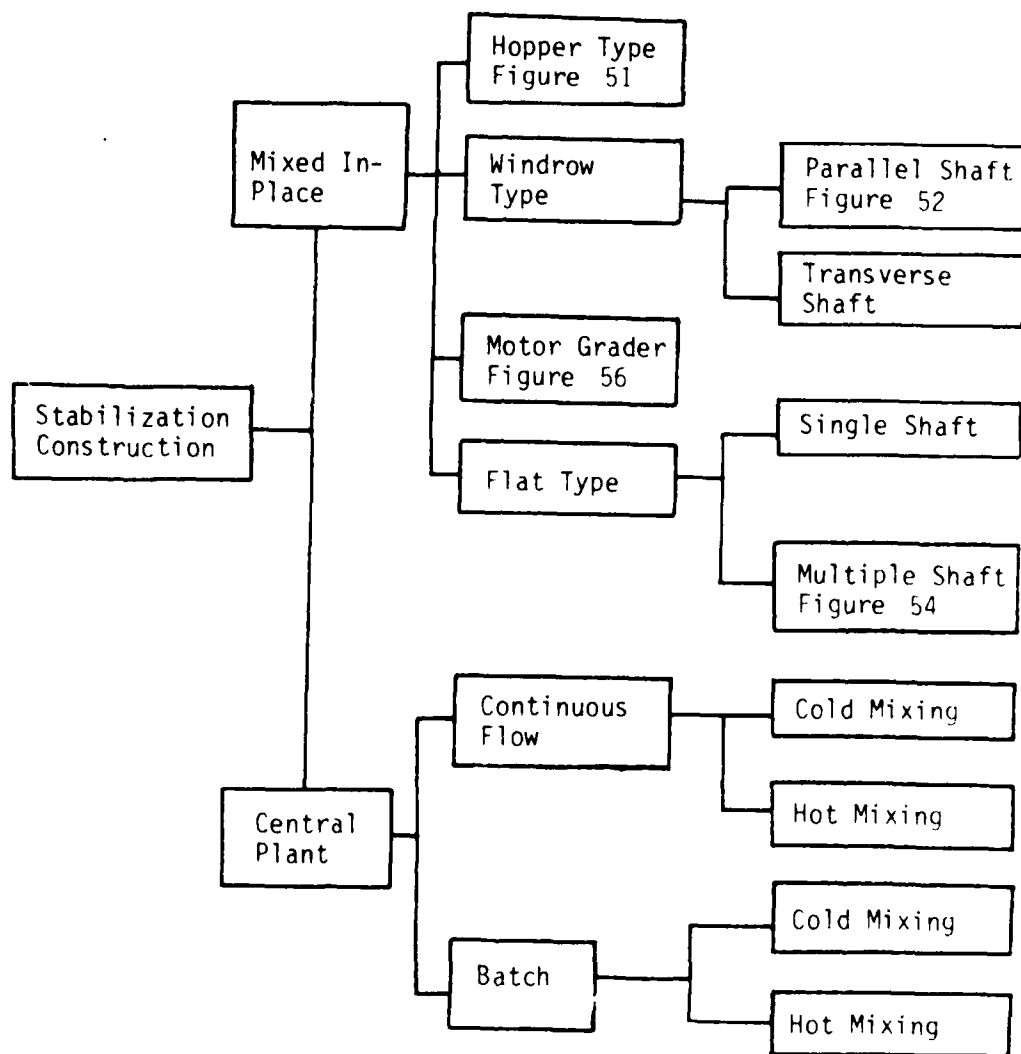 Hopper Type
Figure 51
Mixed In-
Place
Windrow
Type
Parallel Shaft
Figure 52
Transverse
Shaft
Motor Grader
Figure 56
Stabilization
Construction
Single Shaft
Flat Type
Multiple Shaft
Figure 54
Continuous
Flow
Cold Mixing
Hot Mixing
Central
Plant
Cold Mixing
Batch
Hot Mixing